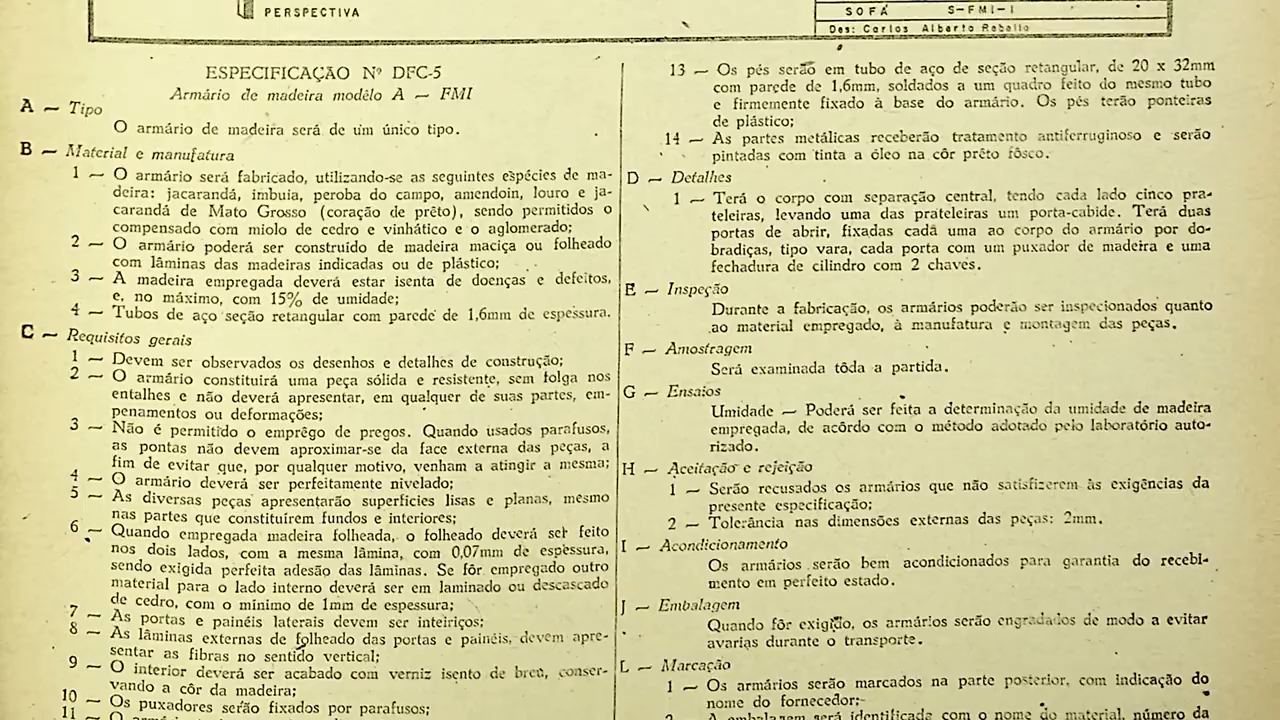 PERSPECTIVA
SOFÁ S-FMI-1
Des: Carlos Alberto Rebello
ESPECIFICAÇÃO Nº DFC-5
Armário de madeira modêlo A — FMI
A — Tipo
O armário de madeira será de um único tipo.
B — Material e manufatura
1 — O armário será fabricado, utilizando-se as seguintes espécies de ma-
deira: jacarandá, imbuia, peroba do campo, amendoin, louro e ja-
carandá de Mato Grosso (coração de prêto), sendo permitidos o
compensado com miolo de cedro e vinhático e o aglomerado;
2 — O armário poderá ser construído de madeira maciça ou folheado
com lâminas das madeiras indicadas ou de plástico;
3 — A madeira empregada deverá estar isenta de doenças e defeitos,
e, no máximo, com 15% de umidade;
4 — Tubos de aço seção retangular com parede de 1,6mm de espessura.
C — Requisitos gerais
1 — Devem ser observados os desenhos e detalhes de construção;
2 — O armário constituirá uma peça sólida e resistente, sem folga nos
entalhes e não deverá apresentar, em qualquer de suas partes, em-
penamentos ou deformações;
3 — Não é permitido o emprêgo de pregos. Quando usados parafusos,
as pontas não devem aproximar-se da face externa das peças, a
fim de evitar que, por qualquer motivo, venham a atingir a mesma;
4 — O armário deverá ser perfeitamente nivelado;
5 — As diversas peças apresentarão superfícies lisas e planas, mesmo
nas partes que constituírem fundos e interiores;
6 — Quando empregada madeira folheada, o folheado deverá ser feito
nos dois lados, com a mesma lâmina, com 0,07mm de espessura,
sendo exigida perfeita adesão das lâminas. Se fôr empregado outro
material para o lado interno deverá ser em laminado ou descascado
de cedro, com o mínimo de 1mm de espessura;
7 — As portas e painéis laterais devem ser inteiriços;
8 — As lâminas externas de folheado das portas e painéis, devem apre-
sentar as fibras no sentido vertical;
9 — O interior deverá ser acabado com verniz isento de breu, conser-
vando a côr da madeira;
10 — Os puxadores serão fixados por parafusos;
11 — O
13 — Os pés serão em tubo de aço de seção retangular, de 20 x 32mm
com parede de 1,6mm, soldados a um quadro feito do mesmo tubo
e firmemente fixado à base do armário. Os pés terão ponteiras
de plástico;
14 — As partes metálicas receberão tratamento antiferruginoso e serão
pintadas com tinta a óleo na côr prêto fôsco.
D — Detalhes
1 — Terá o corpo com separação central, tendo cada lado cinco pra-
teleiras, levando uma das prateleiras um porta-cabide. Terá duas
portas de abrir, fixadas cada uma ao corpo do armário por do-
bradiças, tipo vara, cada porta com um puxador de madeira e uma
fechadura de cilindro com 2 chaves.
E — Inspeção
Durante a fabricação, os armários poderão ser inspecionados quanto
ao material empregado, à manufatura e montagem das peças.
F — Amostragem
Será examinada tôda a partida.
G — Ensaios
Umidade — Poderá ser feita a determinação da umidade de madeira
empregada, de acôrdo com o método adotado pelo laboratório auto-
rizado.
H — Aceitação e rejeição
1 — Serão recusados os armários que não satisfizerem às exigências da
presente especificação;
2 — Tolerância nas dimensões externas das peças: 2mm.
I — Acondicionamento
Os armários serão bem acondicionados para garantia do recebi-
mento em perfeito estado.
J — Embalagem
Quando fôr exigido, os armários serão engradados de modo a evitar
avarias durante o transporte.
L — Marcação
1 — Os armários serão marcados na parte posterior, com indicação do
nome do fornecedor;
2 — A embalagem será identificada com o nome do material, número da